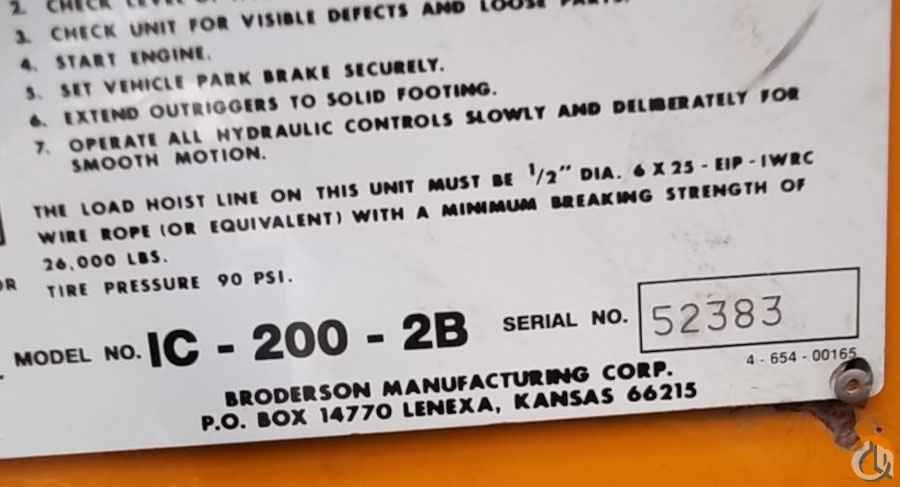 2. CHECK LEVEL
3. CHECK UNIT FOR VISIBLE DEFECTS AND LOOSE PARTS.
4. START ENGINE.
5. SET VEHICLE PARK BRAKE SECURELY.
6. EXTEND OUTRIGGERS TO SOLID FOOTING.
7. OPERATE ALL HYDRAULIC CONTROLS SLOWLY AND DELIBERATELY FOR
SMOOTH MOTION.
THE LOAD HOIST LINE ON THIS UNIT MUST BE 1/2" DIA. 6 X 25 - EIP - IWRC
WIRE ROPE (OR EQUIVALENT) WITH A MINIMUM BREAKING STRENGTH OF
26,000 LBS.
OR
TIRE PRESSURE 90 PSI.
MODEL NO. IC - 200 - 2B SERIAL NO. 52383
4 - 654 - 00165
BRODERSON MANUFACTURING CORP.
P.O. BOX 14770 LENEXA, KANSAS 66215